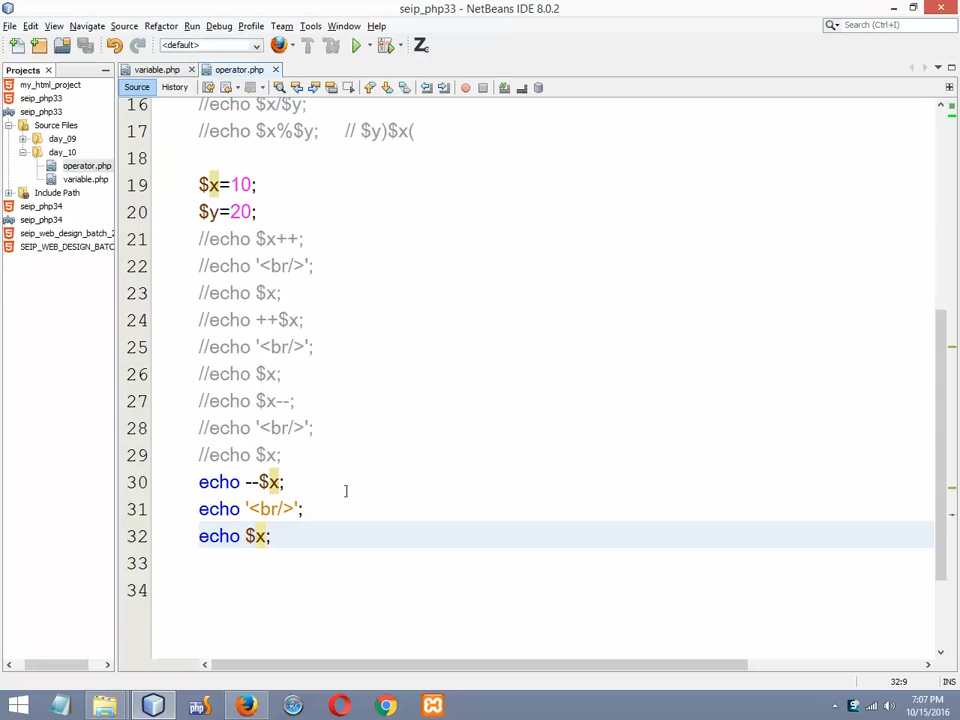 seip_php33 - NetBeans IDE 8.0.2
File Edit View Navigate Source Refactor Run Debug Profile Team Tools Window Help
Search (Ctrl+I)
<default>
Projects
variable.php
operator.php
Source History
my_html_project
seip_php33
seip_php33
Source Files
day_09
day_10
operator.php
variable.php
Include Path
seip_php34
seip_php34
seip_web_design_batch_2
SEIP_WEB_DESIGN_BATC
16 //echo $x/$y;
17 //echo $x%$y; // $y)$x(
18
19 $x=10;
20 $y=20;
21 //echo $x++;
22 //echo '<br/>';
23 //echo $x;
24 //echo ++$x;
25 //echo '<br/>';
26 //echo $x;
27 //echo $x--;
28 //echo '<br/>';
29 //echo $x;
30 echo --$x;
31 echo '<br/>';
32 echo $x;
33
34
32:9 INS
php
7:07 PM
10/15/2016